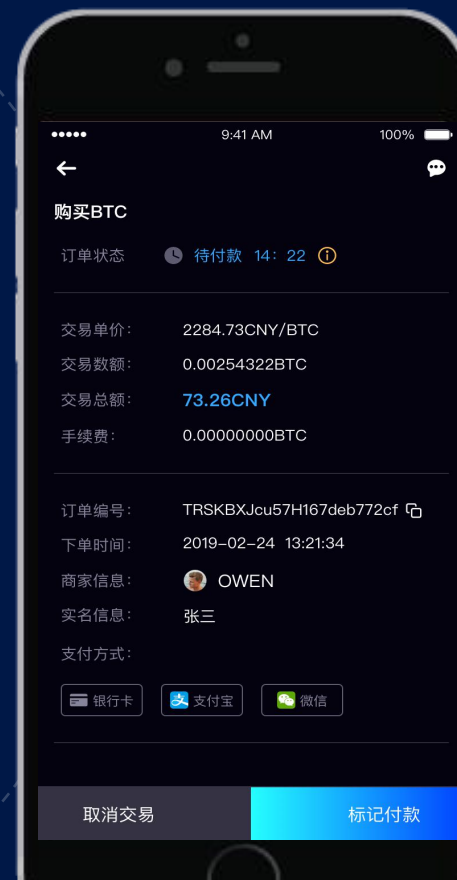 9:41 AM
100%
购买BTC
订单状态 待付款 14：22
交易单价： 2284.73CNY/BTC
交易数额： 0.00254322BTC
交易总额： 73.26CNY
手续费： 0.00000000BTC
订单编号： TRSKBXJcu57H167deb772cf
下单时间： 2019-02-24 13:21:34
商家信息： OWEN
实名信息： 张三
支付方式：
银行卡 支付宝 微信
取消交易 标记付款